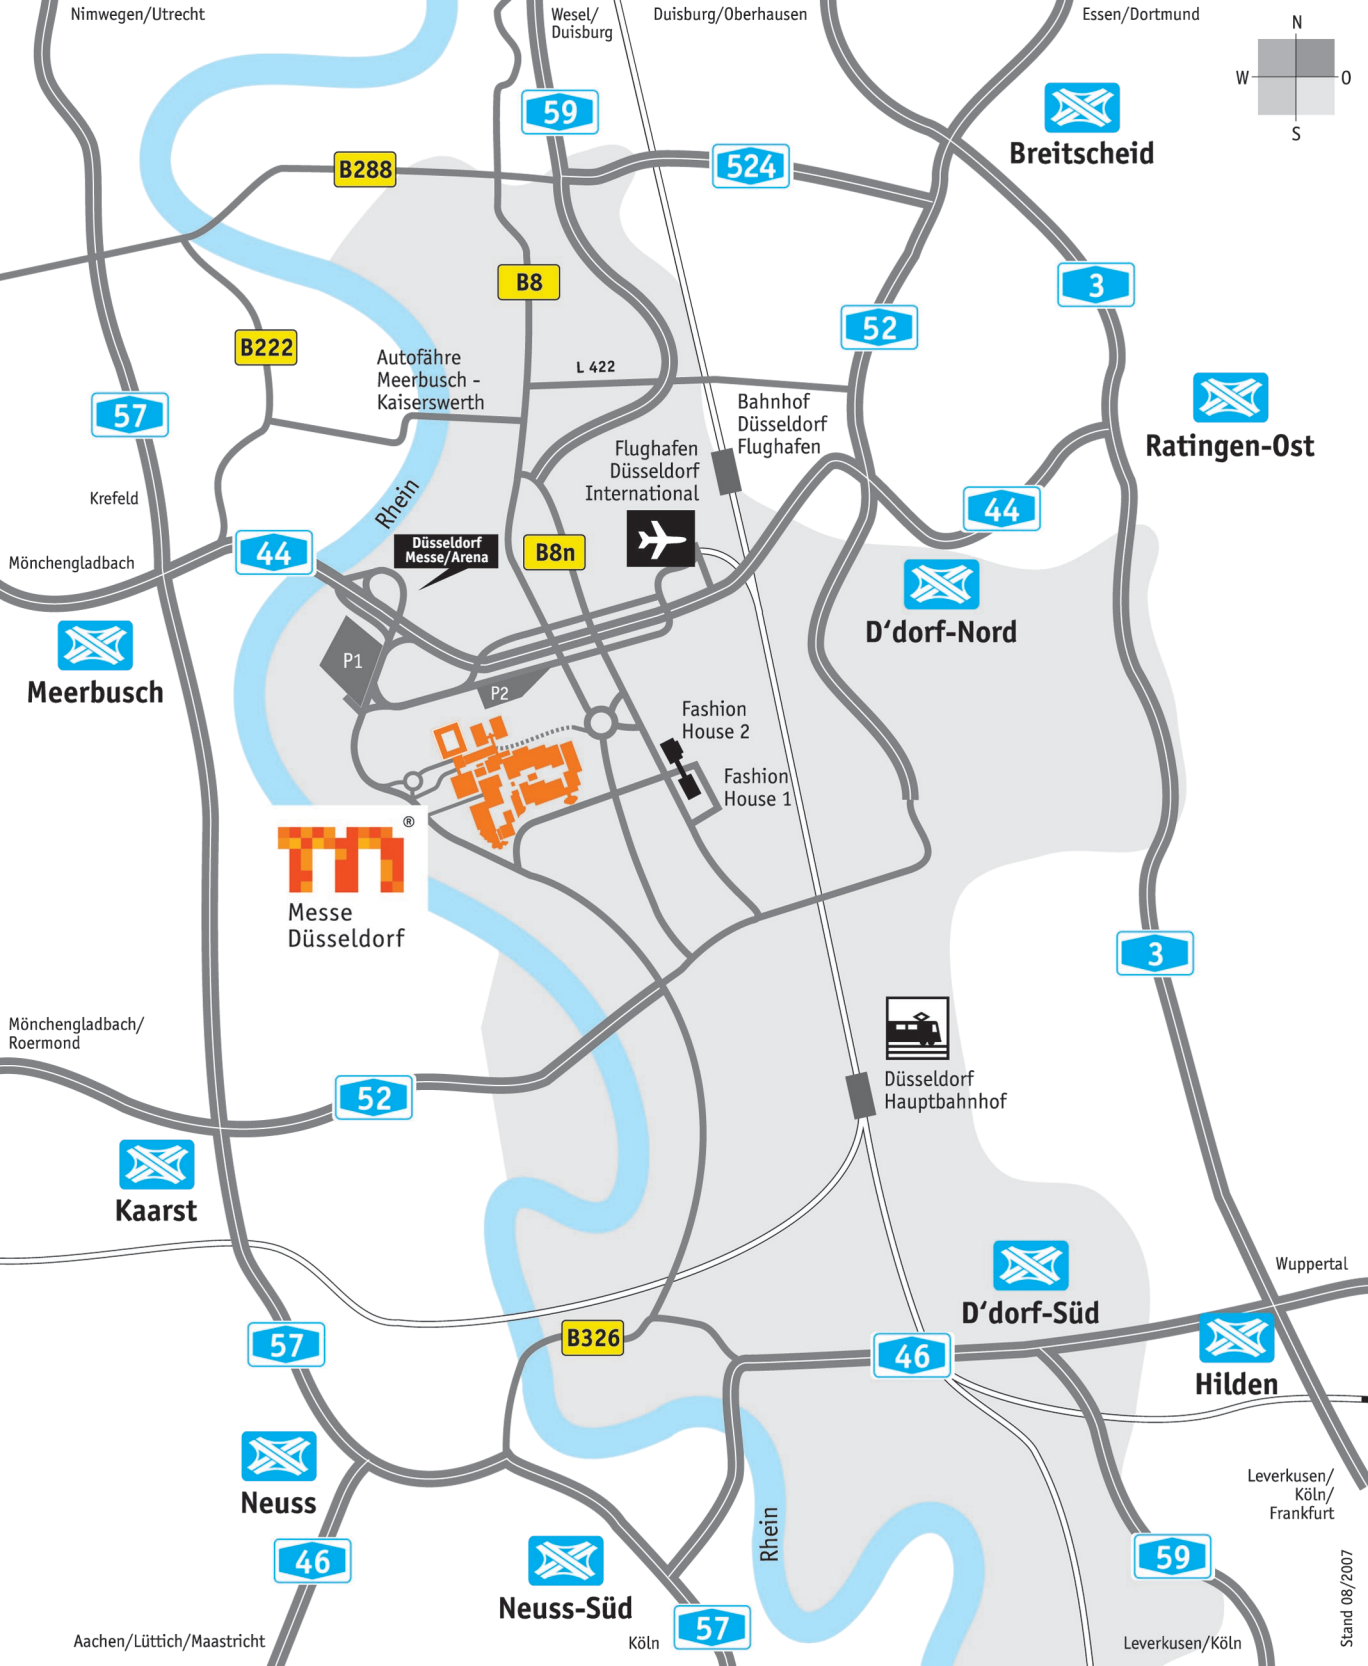 Nimwegen/Utrecht
Wesel/
Duisburg
Duisburg/Oberhausen
Essen/Dortmund
N
W
O
S
59
Breitscheid
B288
524
B8
3
52
B222
Autofähre
Meerbusch -
Kaiserswerth
L 422
57
Bahnhof
Düsseldorf
Flughafen
Ratingen-Ost
Flughafen
Düsseldorf
International
Krefeld
Rhein
44
Mönchengladbach
44
Düsseldorf
Messe/Arena
B8n
D‘dorf-Nord
Meerbusch
P1
P2
Fashion
House 2
Fashion
House 1
®
Messe
Düsseldorf
3
Mönchengladbach/
Roermond
52
Düsseldorf
Hauptbahnhof
Kaarst
Wuppertal
D‘dorf-Süd
57
B326
46
Hilden
Neuss
Leverkusen/
Köln/
Frankfurt
46
Rhein
59
Neuss-Süd
57
Stand 08/2007
Aachen/Lüttich/Maastricht
Köln
Leverkusen/Köln